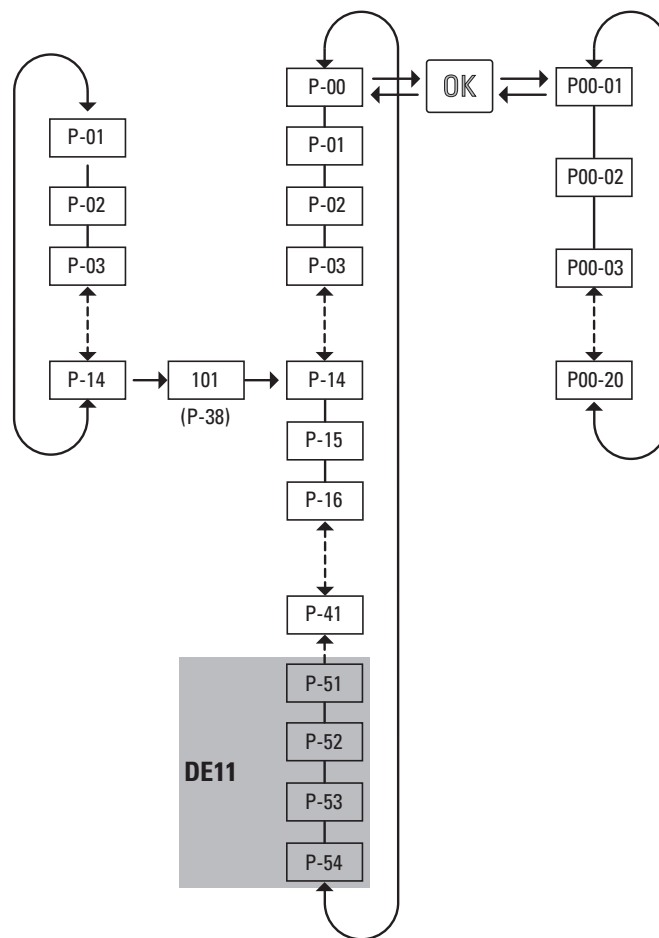 P-01
P-02
P-03
P-14
101
(P-38)
P-00
P-01
P-02
P-03
P-14
P-15
P-16
P-41
DE11
P-51
P-52
P-53
P-54
OK
P00-01
P00-02
P00-03
P00-20